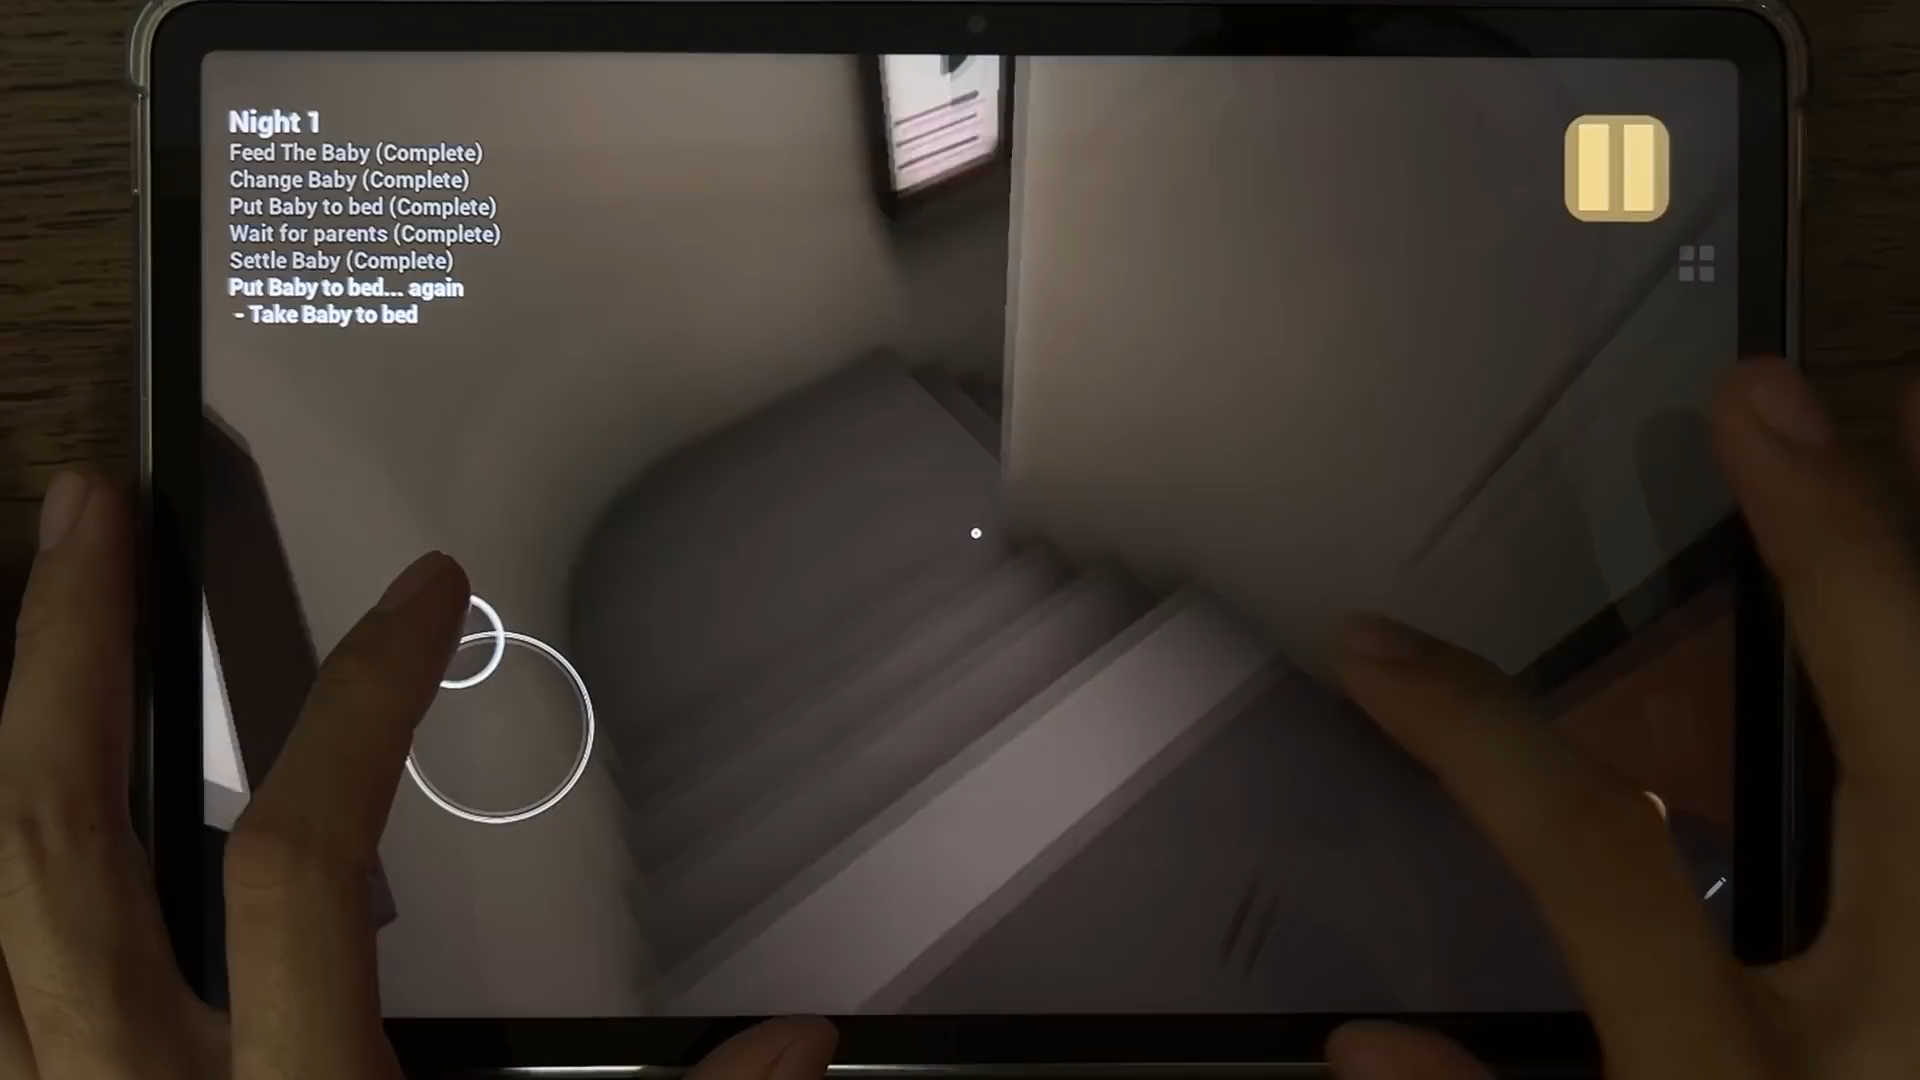 Night 1
Feed The Baby (Complete)
Change Baby (Complete)
Put Baby to bed (Complete)
Wait for parents (Complete)
Settle Baby (Complete)
Put Baby to bed... again
- Take Baby to bed